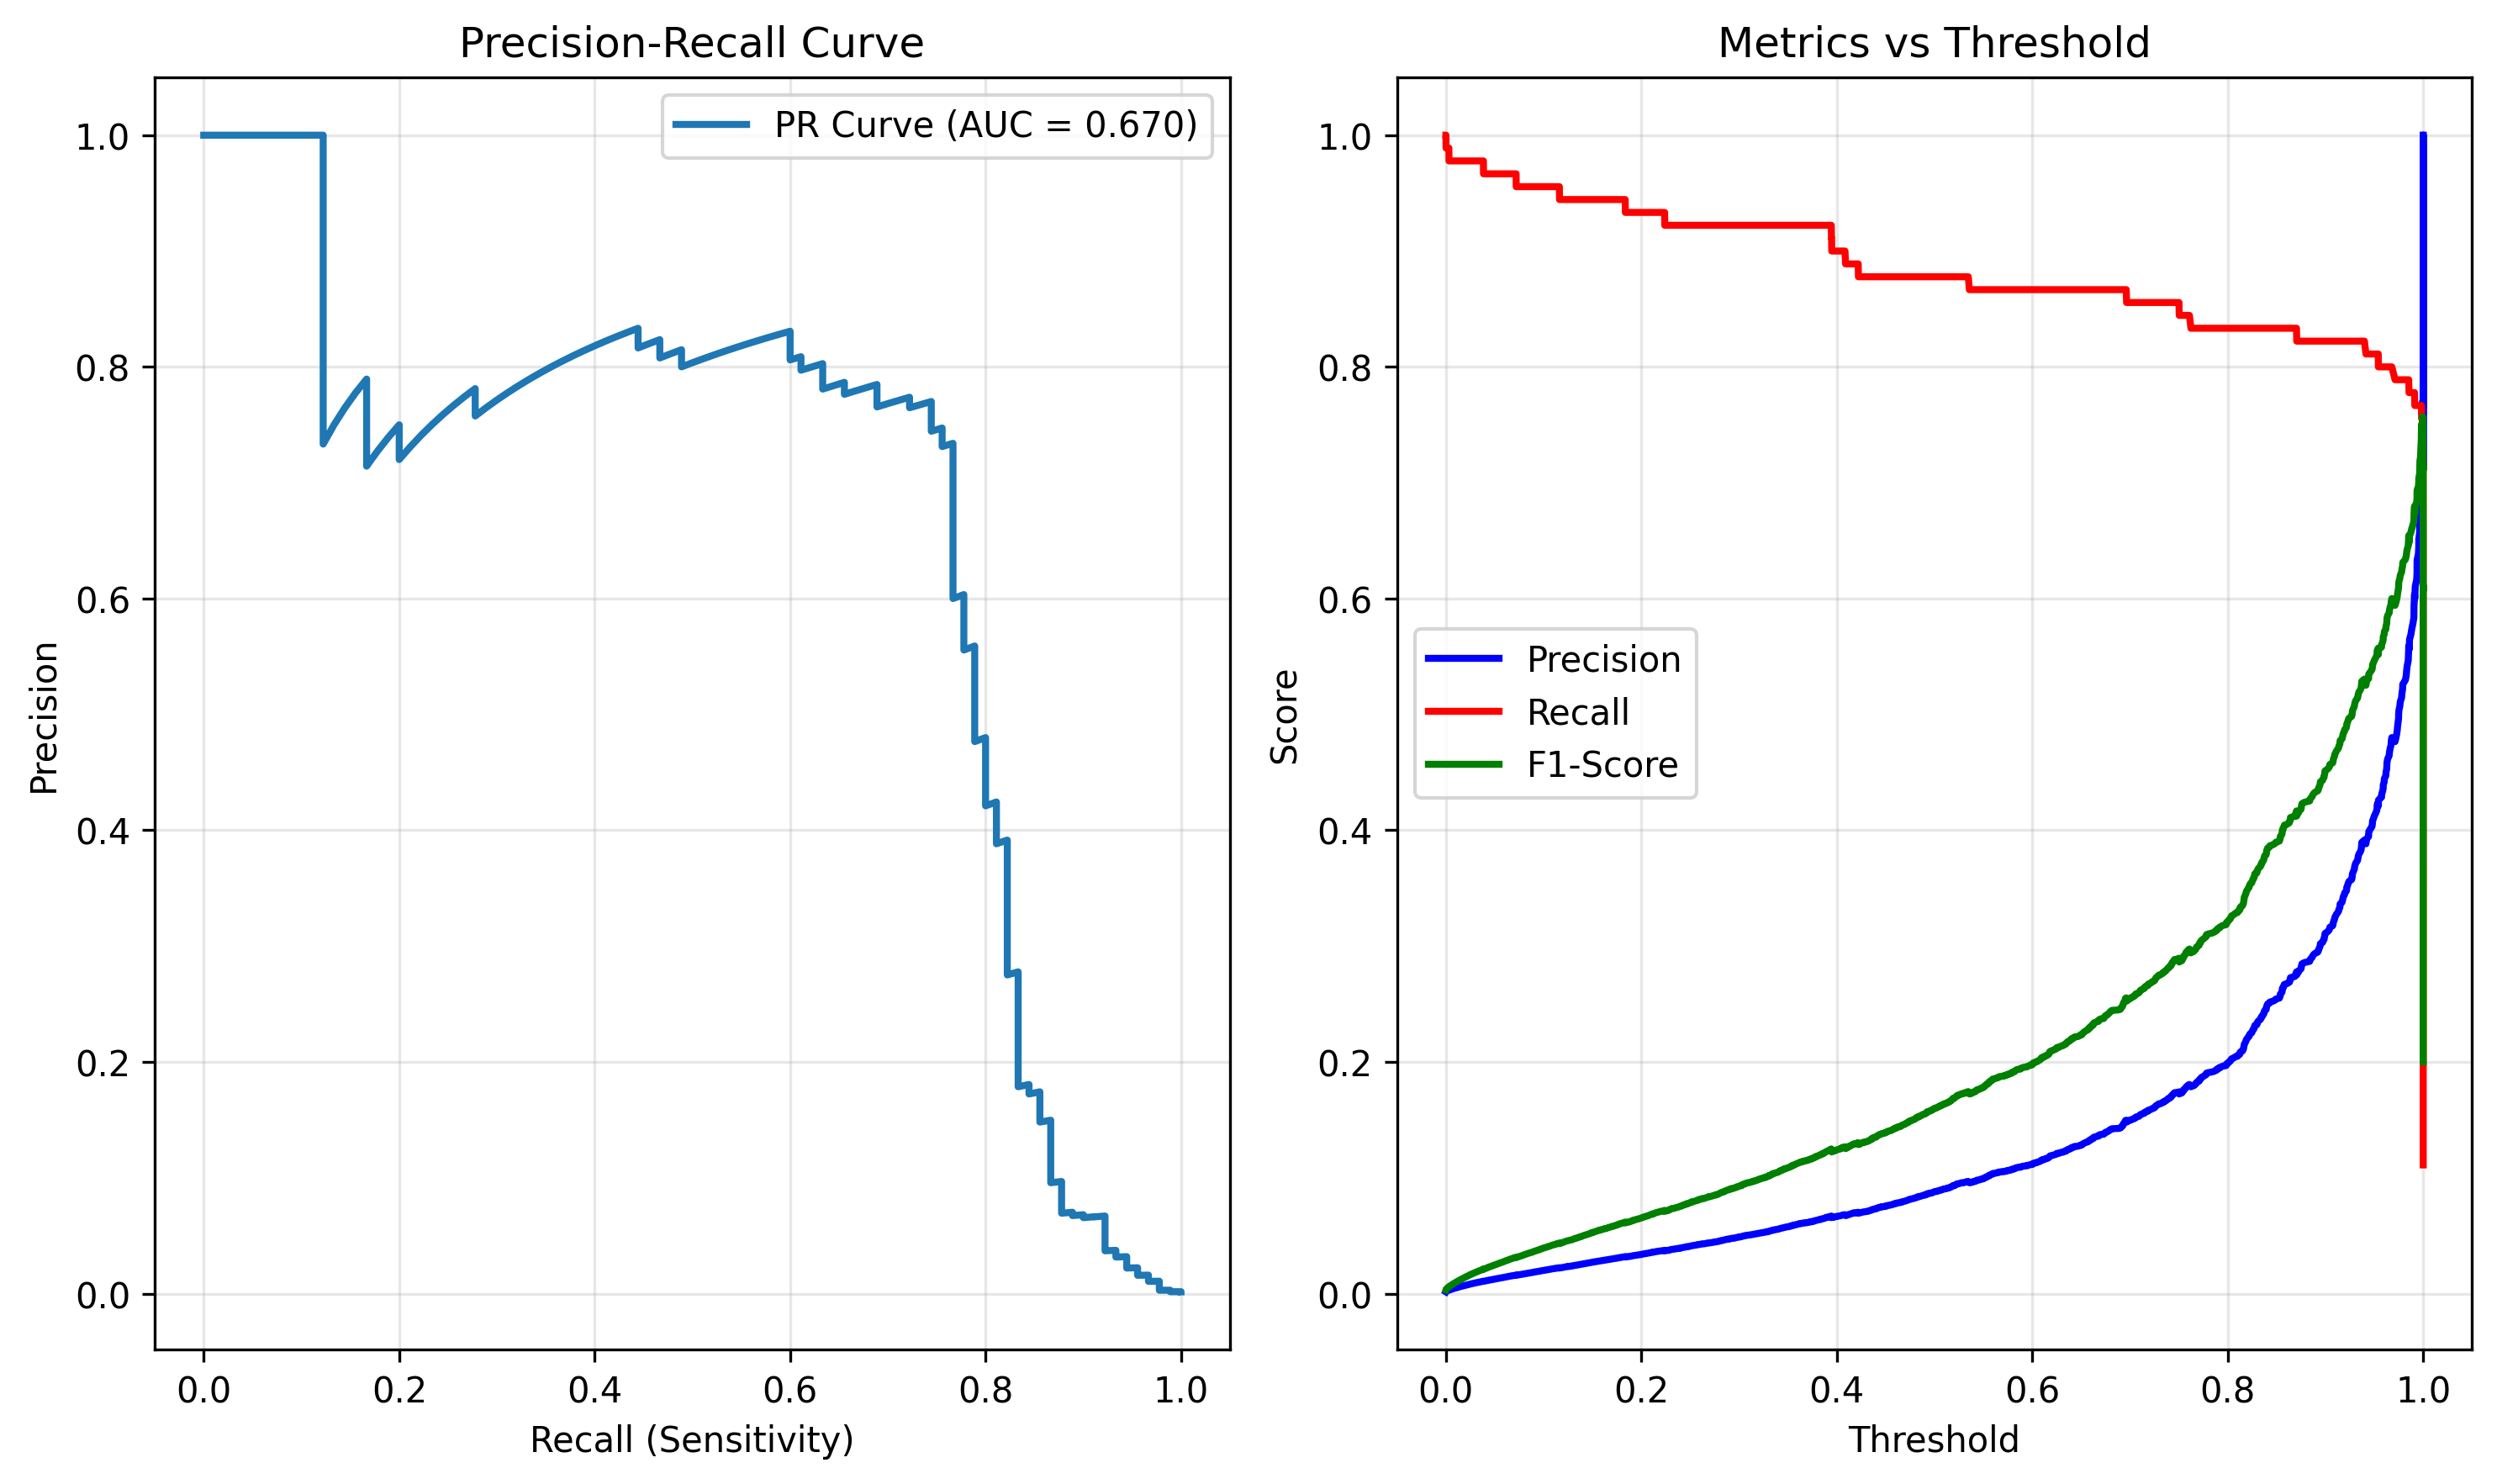 Precision-Recall Curve
PR Curve (AUC = 0.670)
Precision
1.0
0.8
0.6
0.4
0.2
0.0
0.0 0.2 0.4 0.6 0.8 1.0
Recall (Sensitivity)
Metrics vs Threshold
Score
1.0
0.8
0.6
0.4
0.2
0.0
Precision
Recall
F1-Score
0.0 0.2 0.4 0.6 0.8 1.0
Threshold